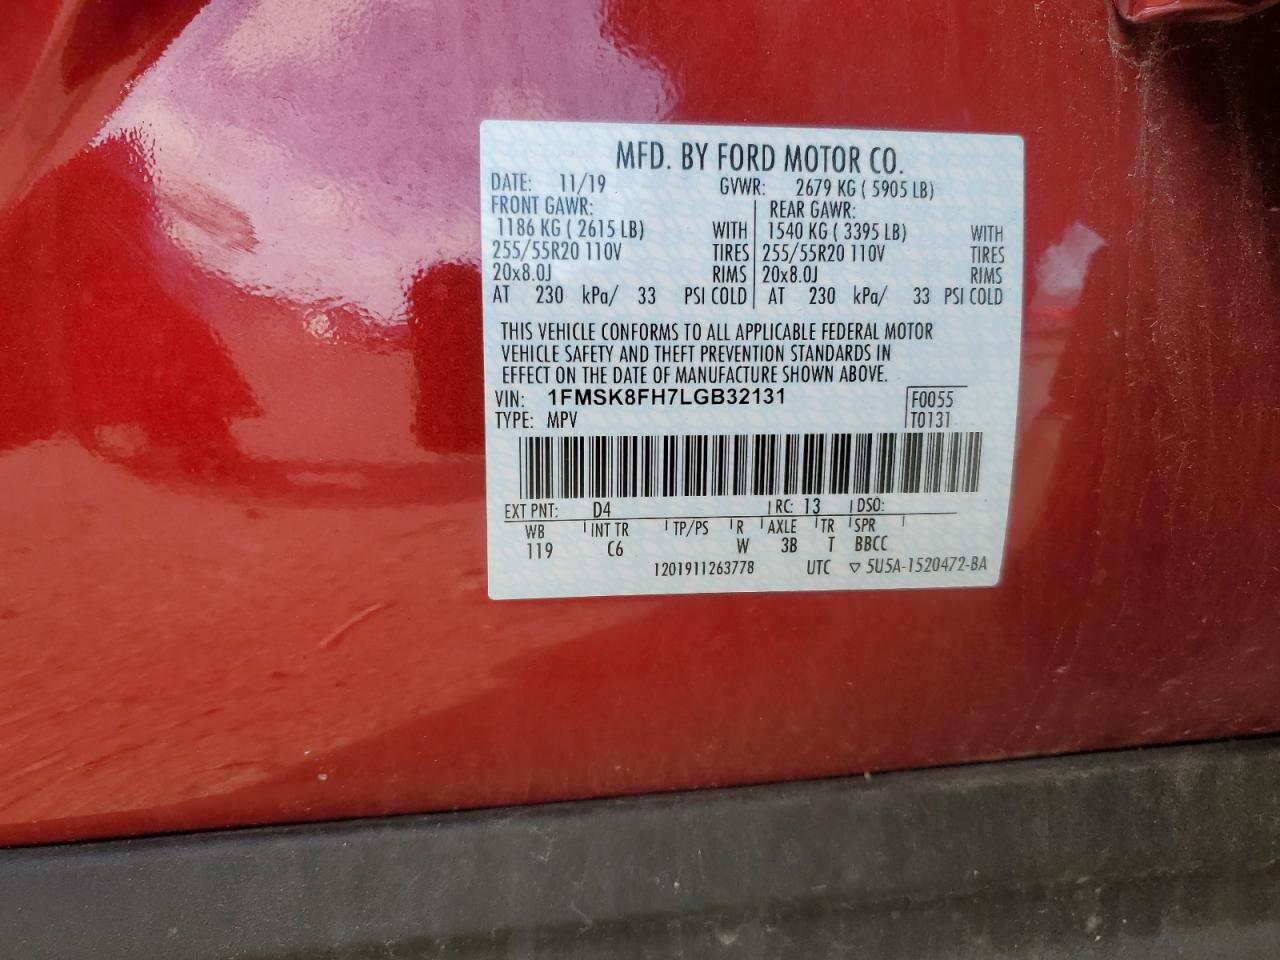 MFD. BY FORD MOTOR CO.
DATE: 11/19 GVWR: 2679 KG ( 5905 LB)
FRONT GAWR: REAR GAWR:
1186 KG ( 2615 LB) WITH 1540 KG ( 3395 LB) WITH
255/55R20 110V TIRES 255/55R20 110V TIRES
20x8.0J RIMS 20x8.0J RIMS
AT 230 kPa/ 33 PSI COLD AT 230 kPa/ 33 PSI COLD
THIS VEHICLE CONFORMS TO ALL APPLICABLE FEDERAL MOTOR
VEHICLE SAFETY AND THEFT PREVENTION STANDARDS IN
EFFECT ON THE DATE OF MANUFACTURE SHOWN ABOVE.
VIN: 1FMSK8FH7LGB32131 F0055
TYPE: MPV T0131
EXT PNT: D4 RC: 13 DSO:
WB INT TR TP/PS R AXLE TR SPR
119 C6 W 3B T BBCC
1201911263778 UTC ▽ 5U5A-1520472-BA